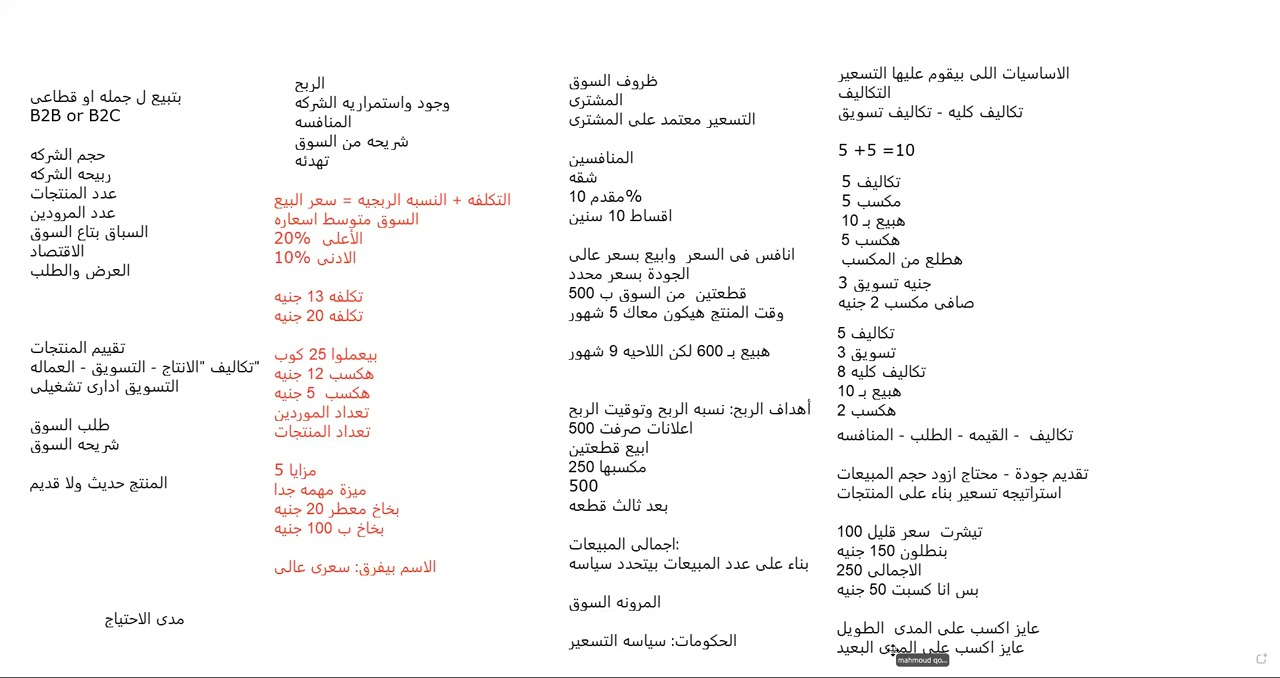 الاساسيات اللى بيقوم عليها التسعير
التكاليف
تكاليف كليه - تكاليف تسويق
5 +5 =10
تكاليف 5
مكسب 5
هبيع بـ 10
هكسب 5
هطلع من المكسب
جنيه تسويق 3
صافى مكسب 2 جنيه
تكاليف 5
تسويق 3
تكاليف كليه 8
هبيع بـ 10
هكسب 2
تكاليف - القيمه - الطلب - المنافسه
تقديم جودة - محتاج ازود حجم المبيعات
استراتيجه تسعير بناء على المنتجات
تيشرت سعر قليل 100
بنطلون 150 جنيه
الاجمالى 250
بس انا كسبت 50 جنيه
عايز اكسب على المدى الطويل
عايز اكسب على المدى البعيد
mahmoud go...
ظروف السوق
المشترى
التسعير معتمد على المشترى
المنافسين
شقه
%مقدم 10
اقساط 10 سنين
انافس فى السعر وابيع بسعر عالى
الجودة بسعر محدد
قطعتين من السوق ب 500
وقت المنتج هيكون معاك 5 شهور
هبيع بـ 600 لكن اللاحيه 9 شهور
أهداف الربح: نسبه الربح وتوقيت الربح
اعلانات صرفت 500
ابيع قطعتين
مكسبها 250
500
بعد ثالث قطعه
اجمالى المبيعات:
بناء على عدد المبيعات بيتحدد سياسه
المرونه السوق
الحكومات: سياسه التسعير
الربح
وجود واستمراريه الشركه
المنافسه
شريحه من السوق
تهدئه
التكلفه + النسبه الربجيه = سعر البيع
السوق متوسط اسعاره
الأعلى 20%
الادنى 10%
تكلفه 13 جنيه
تكلفه 20 جنيه
بيعملوا 25 كوب
هكسب 12 جنيه
هكسب 5 جنيه
تعداد الموردين
تعداد المنتجات
مزايا 5
ميزة مهمه جدا
بخاخ معطر 20 جنيه
بخاخ ب 100 جنيه
الاسم بيفرق: سعرى عالى
بتبيع ل جمله او قطاعى
B2B or B2C
حجم الشركه
ربيحه الشركه
عدد المنتجات
عدد المرودين
السباق بتاع السوق
الاقتصاد
العرض والطلب
تقييم المنتجات
"تكاليف "الانتاج - التسويق - العماله
التسويق ادارى تشغيلى
طلب السوق
شريحه السوق
المنتج حديث ولا قديم
مدى الاحتياج